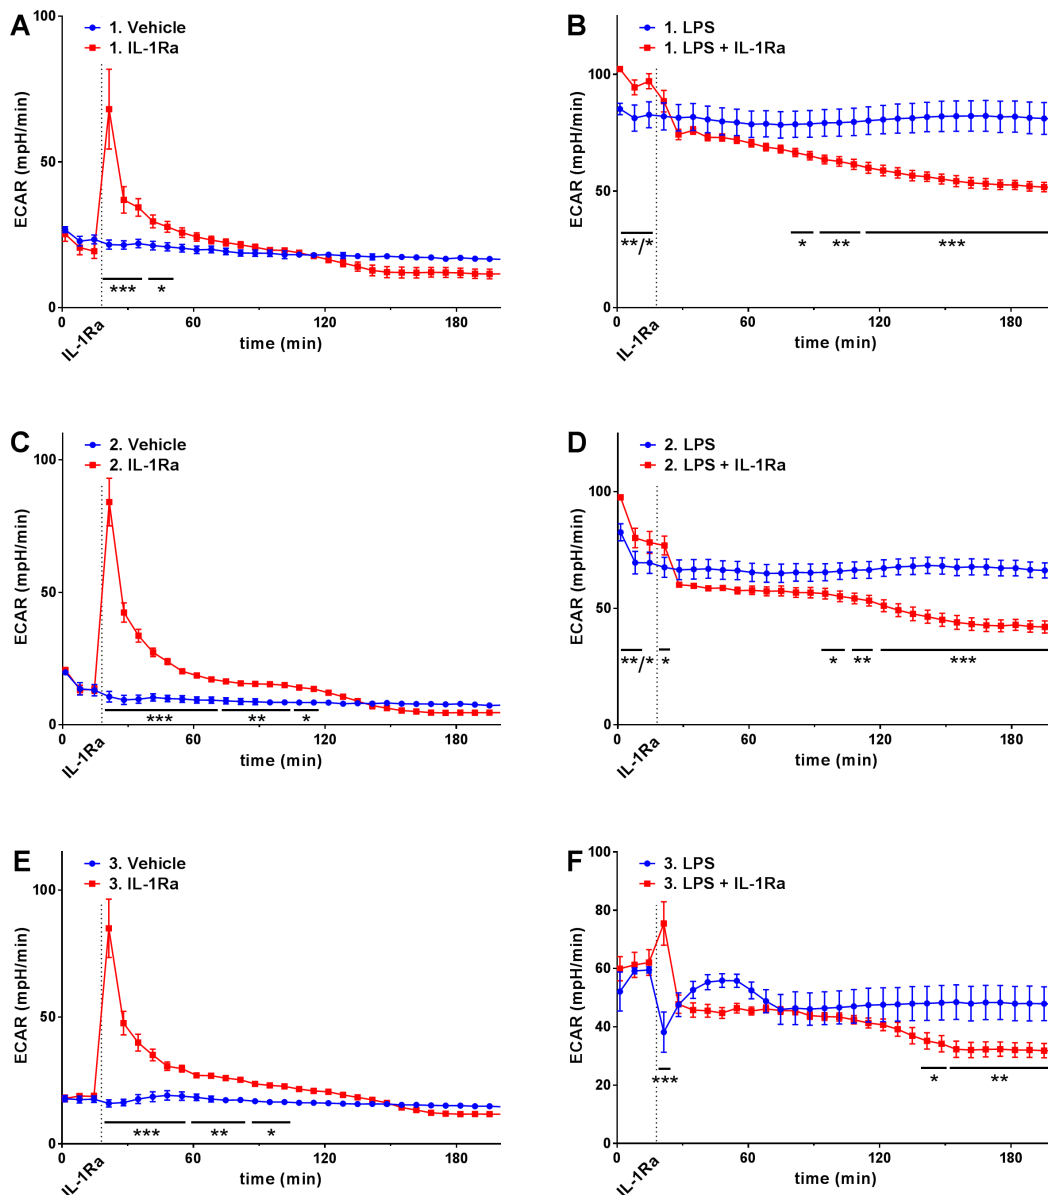 A
1. Vehicle
1. IL-1Ra
ECAR (mpH/min)
100
50
0
*** *
0 60 120 180
IL-1Ra
time (min)
B
1. LPS
1. LPS + IL-1Ra
ECAR (mpH/min)
100
50
0
**/* * ** ***
0 60 120 180
IL-1Ra
time (min)
C
2. Vehicle
2. IL-1Ra
ECAR (mpH/min)
100
50
0
*** ** *
0 60 120 180
IL-1Ra
time (min)
D
2. LPS
2. LPS + IL-1Ra
ECAR (mpH/min)
100
50
0
**/* * * ** ***
0 60 120 180
IL-1Ra
time (min)
E
3. Vehicle
3. IL-1Ra
ECAR (mpH/min)
100
50
0
*** ** *
0 60 120 180
IL-1Ra
time (min)
F
3. LPS
3. LPS + IL-1Ra
ECAR (mpH/min)
100
80
60
40
20
0
*** * **
0 60 120 180
IL-1Ra
time (min)